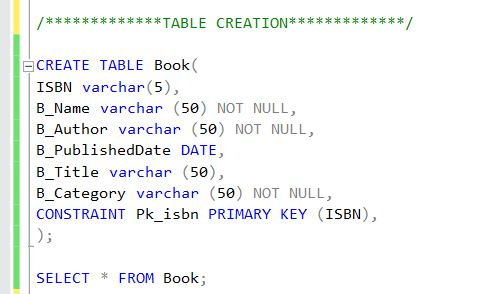 /*************TABLE CREATION*************/
CREATE TABLE Book(
ISBN varchar(5),
B_Name varchar (50) NOT NULL,
B_Author varchar (50) NOT NULL,
B_PublishedDate DATE,
B_Title varchar (50),
B_Category varchar (50) NOT NULL,
CONSTRAINT Pk_isbn PRIMARY KEY (ISBN),
);
SELECT * FROM Book;